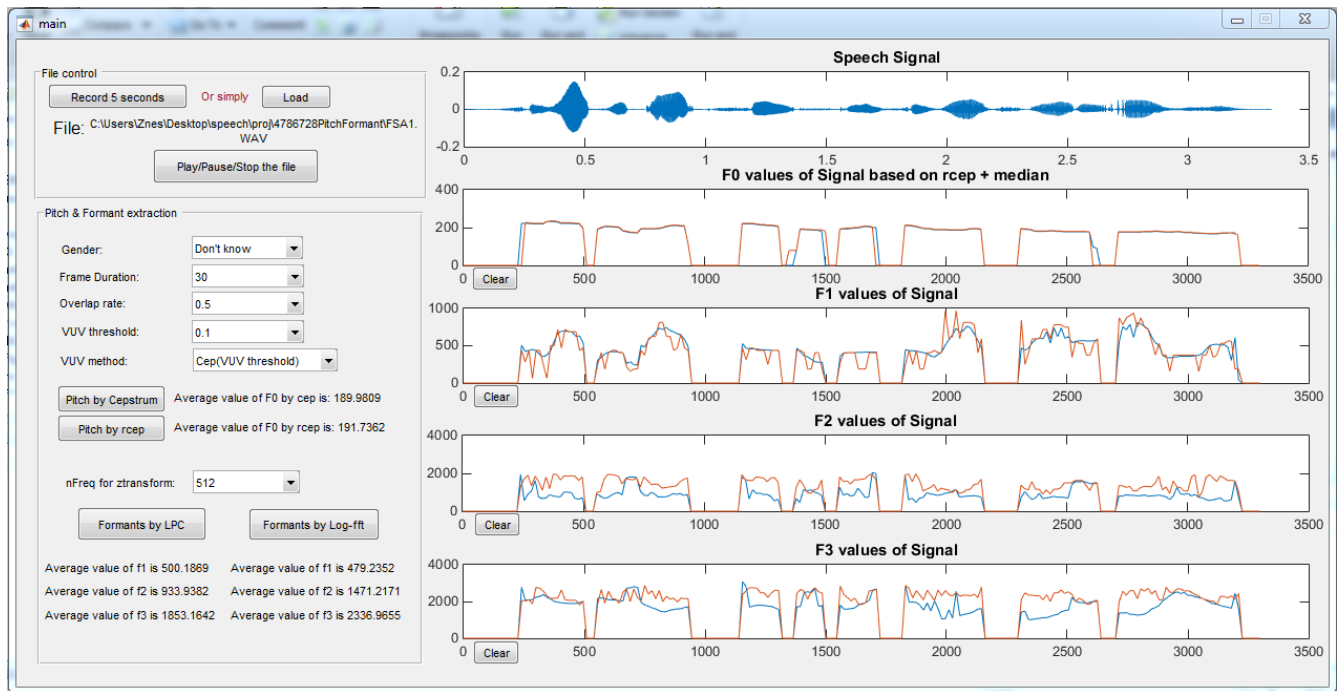 main
File control
Record 5 seconds Or simply Load
File: C:\Users\Znes\Desktop\speech\proj\4786728PitchFormant\FSA1.
WAV
Play/Pause/Stop the file
Pitch & Formant extraction
Gender: Don't know
Frame Duration: 30
Overlap rate: 0.5
VUV threshold: 0.1
VUV method: Cep(VUV threshold)
Pitch by Cepstrum Average value of F0 by cep is: 189.9809
Pitch by rcep Average value of F0 by rcep is: 191.7362
nFreq for ztransform: 512
Formants by LPC Formants by Log-fft
Average value of f1 is 500.1869 Average value of f1 is 479.2352
Average value of f2 is 933.9382 Average value of f2 is 1471.2171
Average value of f3 is 1853.1642 Average value of f3 is 2336.9655
Speech Signal
0.2
0
-0.2
0 0.5 1 1.5 2 2.5 3 3.5
F0 values of Signal based on rcep + median
400
200
0
0 Clear 500 1000 1500 2000 2500 3000 3500
F1 values of Signal
1000
500
0
0 Clear 500 1000 1500 2000 2500 3000 3500
F2 values of Signal
4000
2000
0
0 Clear 500 1000 1500 2000 2500 3000 3500
F3 values of Signal
4000
2000
0
0 Clear 500 1000 1500 2000 2500 3000 3500